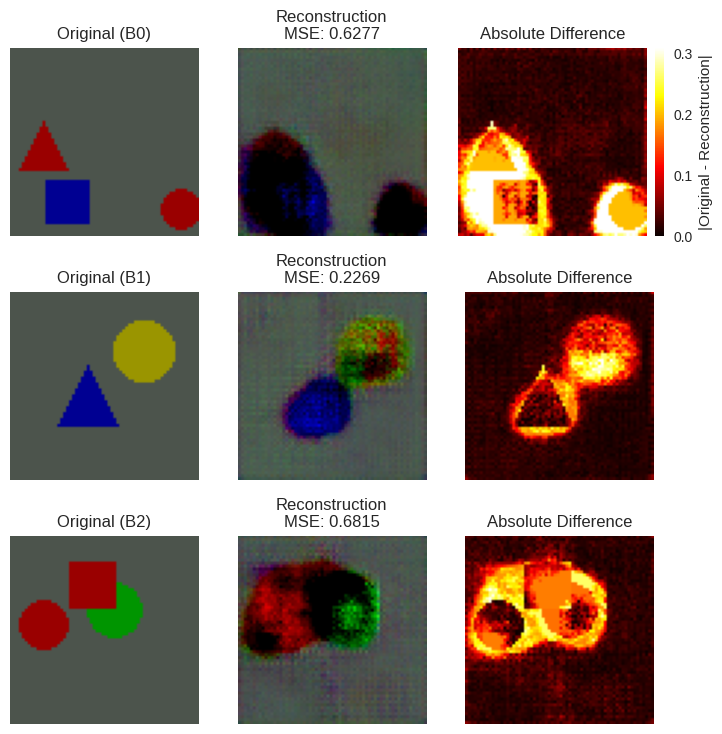 Original (B0)
Reconstruction
MSE: 0.6277
Absolute Difference
0.3
0.2
0.1
0.0
|Original - Reconstruction|
Original (B1)
Reconstruction
MSE: 0.2269
Absolute Difference
Original (B2)
Reconstruction
MSE: 0.6815
Absolute Difference